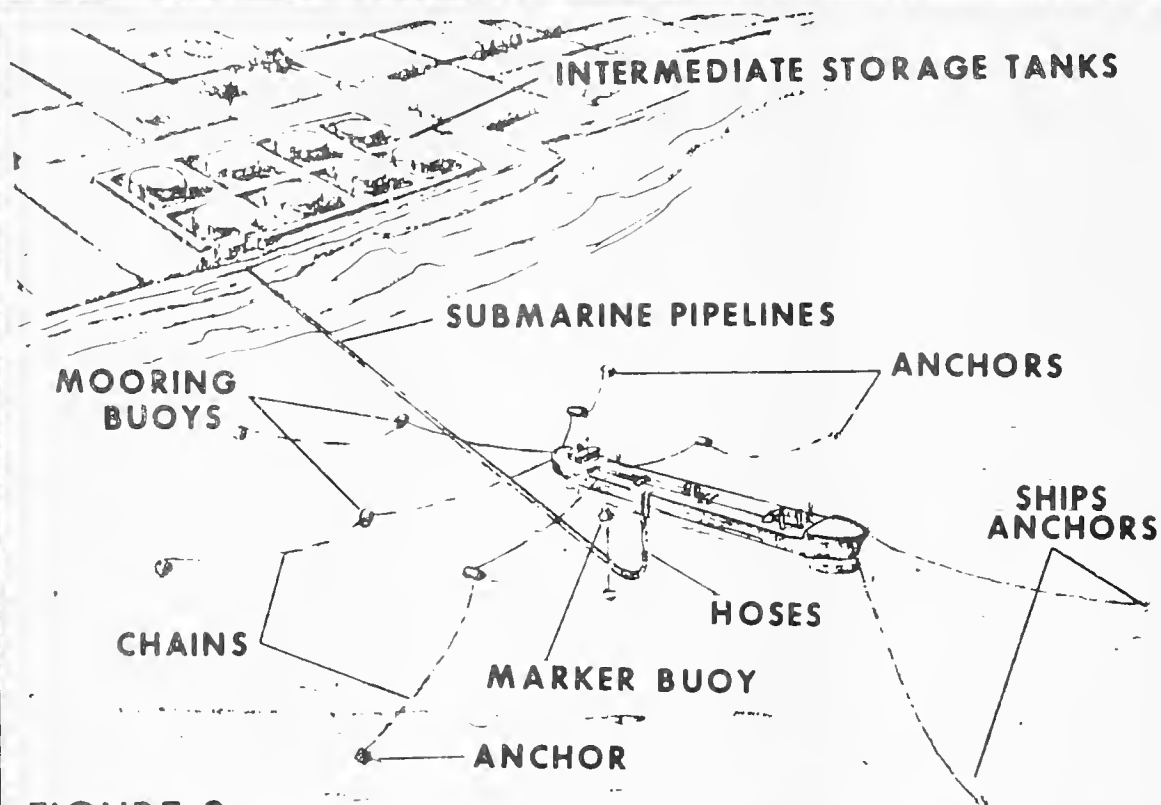 INTERMEDIATE STORAGE TANKS
SUBMARINE PIPELINES
ANCHORS
MOORING
BUOYS
SHIPS
ANCHORS
HOSES
CHAINS
MARKER BUOY
ANCHOR